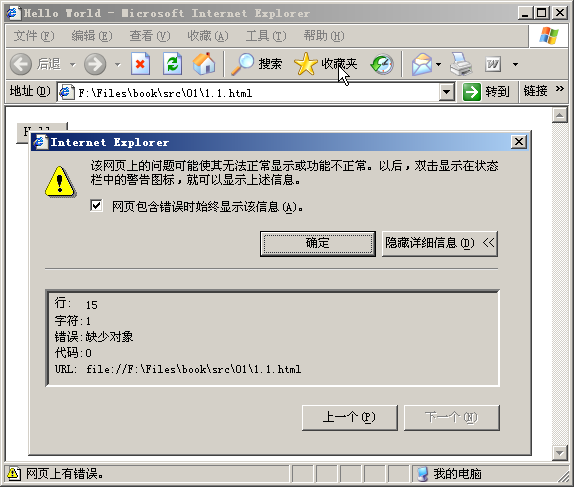 Hello World - Microsoft Internet Explorer
文件(F) 编辑(E) 查看(V) 收藏(A) 工具(T) 帮助(H)
后退 搜索 收藏夹
地址(D) F:\Files\book\src\01\1.1.html 转到 链接 »
Internet Explorer
该网页上的问题可能使其无法正常显示或功能不正常。以后，双击显示在状态
栏中的警告图标，就可以显示上述信息。
网页包含错误时始终显示该信息(A)。
确定 隐藏详细信息(D) <<
行: 15
字符:1
错误:缺少对象
代码:0
URL: file://F:\Files\book\src\01\1.1.html
上一个(P) 下一个(N)
网页上有错误。 我的电脑